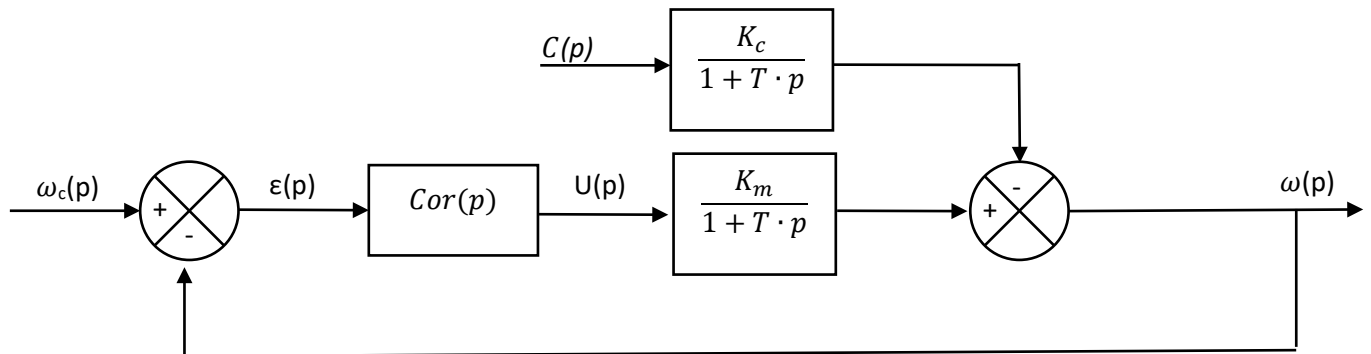 C(p)
K_c
1 + T · p
-
ω_c(p)
+
-
ε(p)
Cor(p)
U(p)
K_m
1 + T · p
+
ω(p)